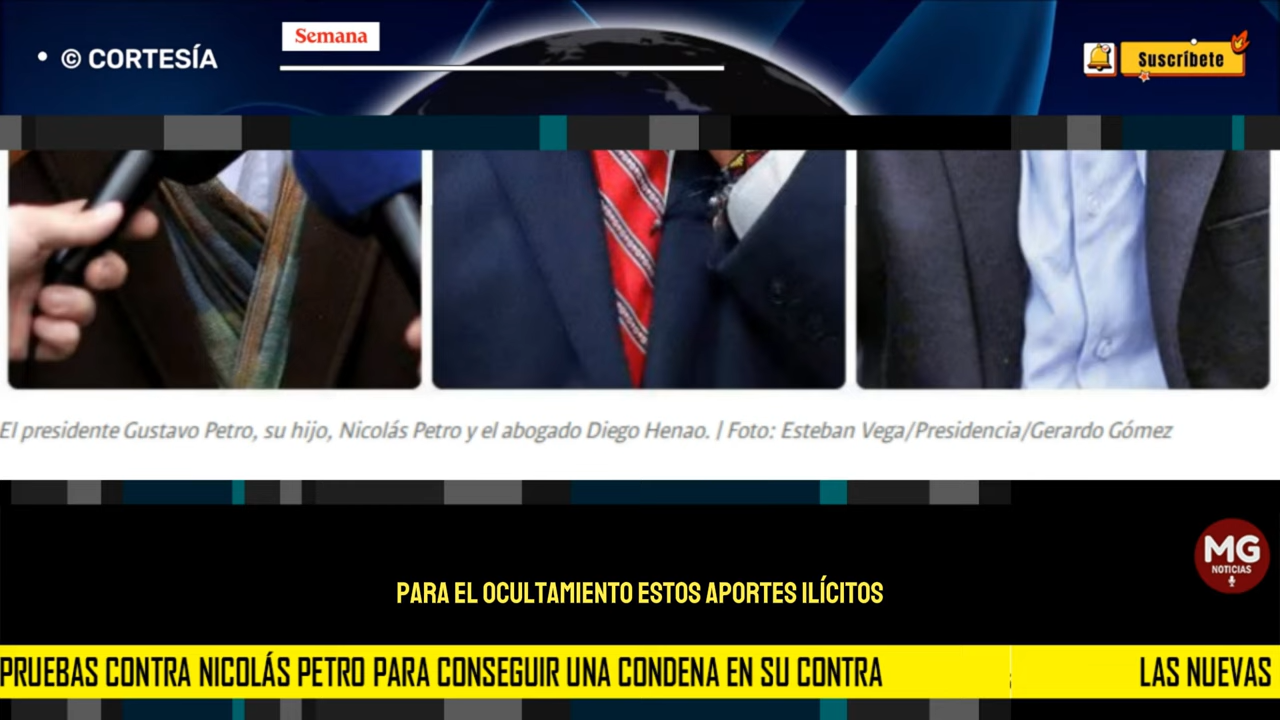 • © CORTESÍA
Semana
Suscríbete
El presidente Gustavo Petro, su hijo, Nicolás Petro y el abogado Diego Henao. | Foto: Esteban Vega/Presidencia/Gerardo Gómez
MG
NOTICIAS
PARA EL OCULTAMIENTO ESTOS APORTES ILÍCITOS
PRUEBAS CONTRA NICOLÁS PETRO PARA CONSEGUIR UNA CONDENA EN SU CONTRA
LAS NUEVAS